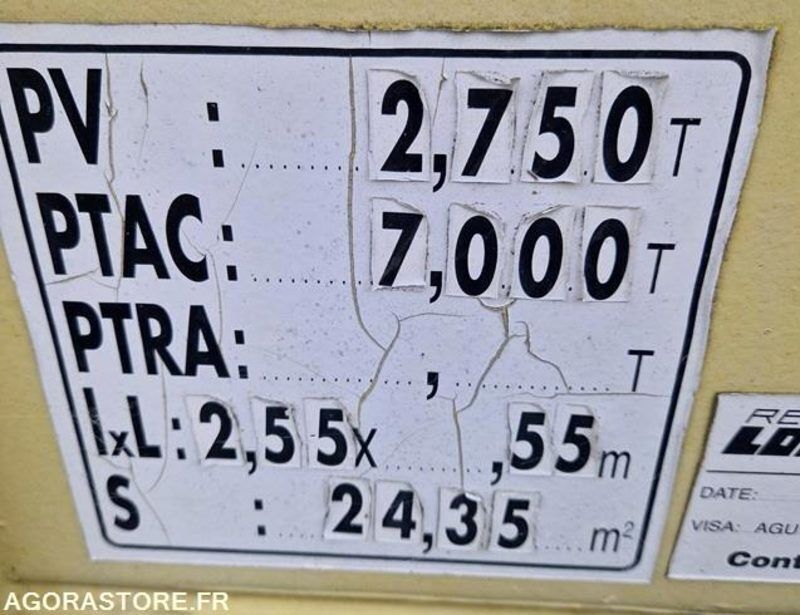 PV : 2,750 T
PTAC : 7,000 T
PTRA : , T
lxL : 2,55 x ,55 m
S : 24,35 m²
DATE:
VISA: AGU
Cont
AGORASTORE.FR